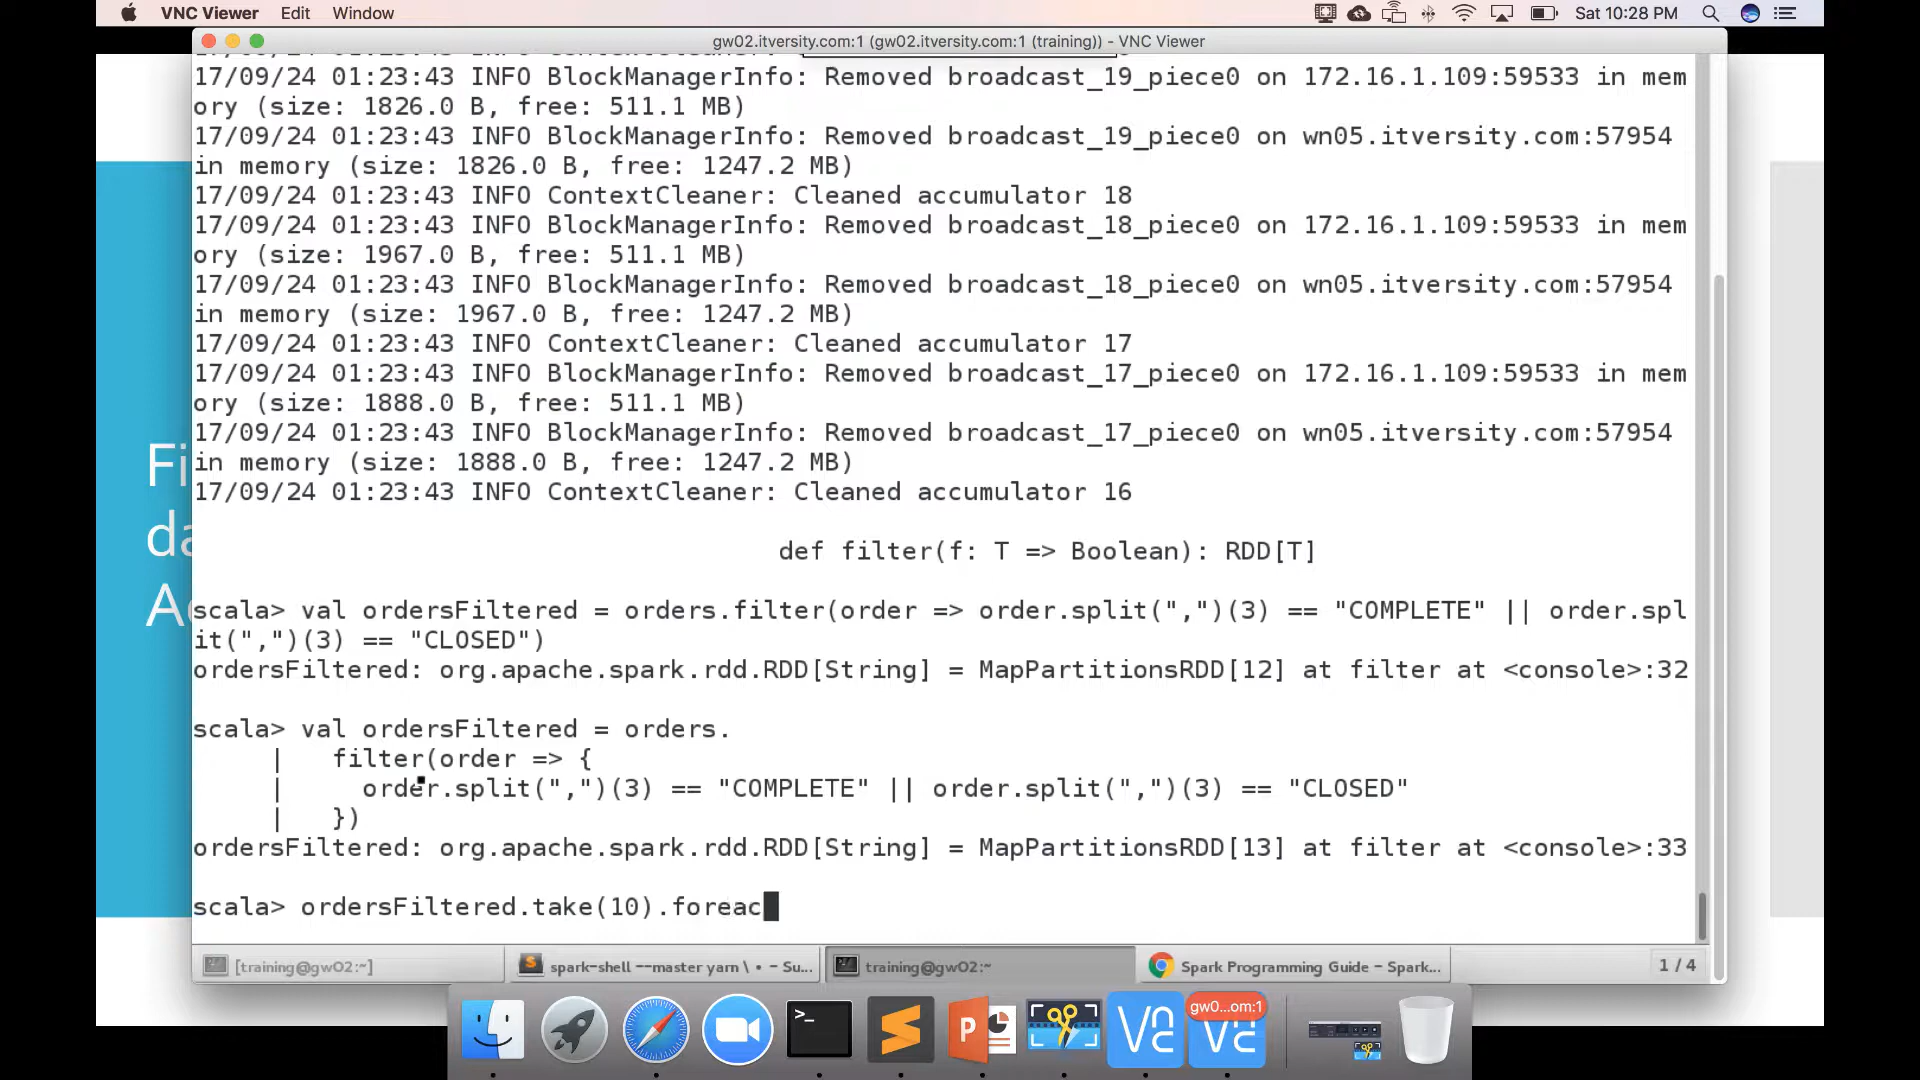 VNC Viewer Edit Window Sat 10:28 PM
gw02.itversity.com:1 (gw02.itversity.com:1 (training)) - VNC Viewer
17/09/24 01:23:43 INFO BlockManagerInfo: Removed broadcast_19_piece0 on 172.16.1.109:59533 in mem
ory (size: 1826.0 B, free: 511.1 MB)
17/09/24 01:23:43 INFO BlockManagerInfo: Removed broadcast_19_piece0 on wn05.itversity.com:57954
in memory (size: 1826.0 B, free: 1247.2 MB)
17/09/24 01:23:43 INFO ContextCleaner: Cleaned accumulator 18
17/09/24 01:23:43 INFO BlockManagerInfo: Removed broadcast_18_piece0 on 172.16.1.109:59533 in mem
ory (size: 1967.0 B, free: 511.1 MB)
17/09/24 01:23:43 INFO BlockManagerInfo: Removed broadcast_18_piece0 on wn05.itversity.com:57954
in memory (size: 1967.0 B, free: 1247.2 MB)
17/09/24 01:23:43 INFO ContextCleaner: Cleaned accumulator 17
17/09/24 01:23:43 INFO BlockManagerInfo: Removed broadcast_17_piece0 on 172.16.1.109:59533 in mem
ory (size: 1888.0 B, free: 511.1 MB)
17/09/24 01:23:43 INFO BlockManagerInfo: Removed broadcast_17_piece0 on wn05.itversity.com:57954
in memory (size: 1888.0 B, free: 1247.2 MB)
17/09/24 01:23:43 INFO ContextCleaner: Cleaned accumulator 16
def filter(f: T => Boolean): RDD[T]
scala> val ordersFiltered = orders.filter(order => order.split(",")(3) == "COMPLETE" || order.spl
it(",")(3) == "CLOSED")
ordersFiltered: org.apache.spark.rdd.RDD[String] = MapPartitionsRDD[12] at filter at <console>:32
scala> val ordersFiltered = orders.
| filter(order => {
| order.split(",")(3) == "COMPLETE" || order.split(",")(3) == "CLOSED"
| })
ordersFiltered: org.apache.spark.rdd.RDD[String] = MapPartitionsRDD[13] at filter at <console>:33
scala> ordersFiltered.take(10).foreac
[training@gw02:~] spark-shell --master yarn \ • - Su... training@gw02:~ Spark Programming Guide - Spark... 1 / 4
gw0...om:1